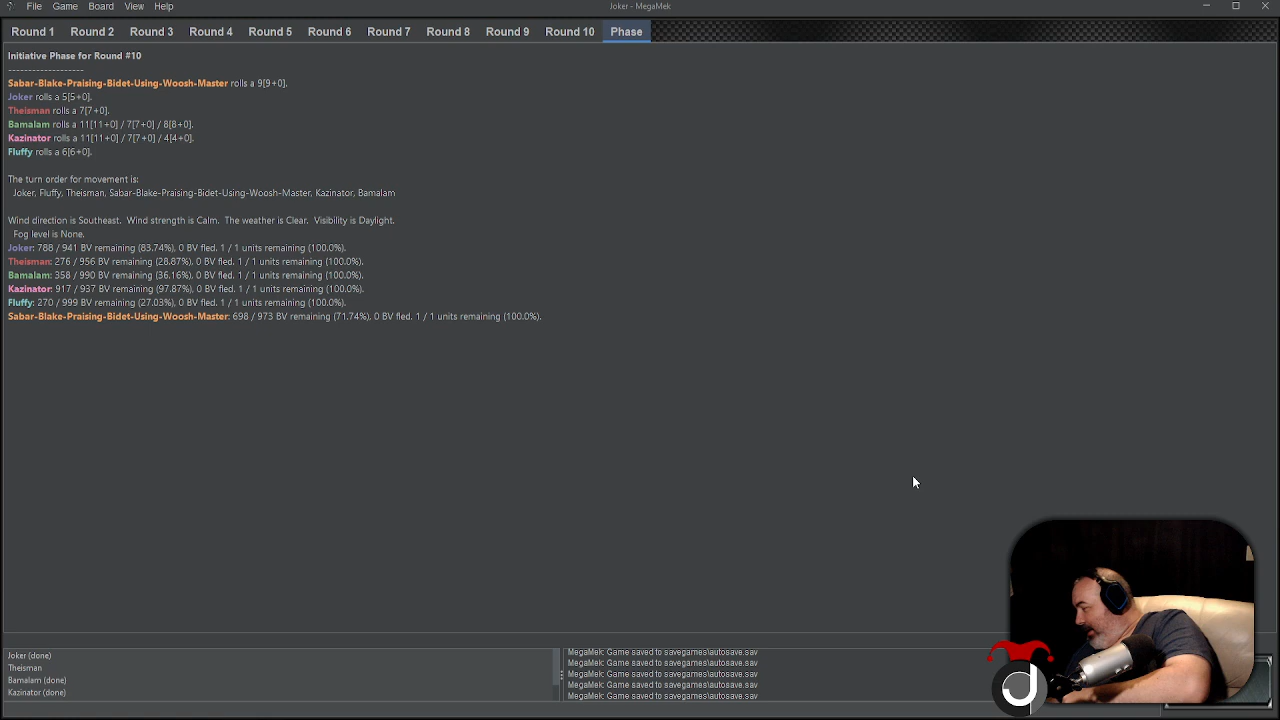 File Game Board View Help
Joker - MegaMek
Round 1 Round 2 Round 3 Round 4 Round 5 Round 6 Round 7 Round 8 Round 9 Round 10 Phase
Initiative Phase for Round #10
------------------
Sabar-Blake-Praising-Bidet-Using-Woosh-Master rolls a 9[9+0].
Joker rolls a 5[5+0].
Theisman rolls a 7[7+0].
Bamalam rolls a 11[11+0] / 7[7+0] / 8[8+0].
Kazinator rolls a 11[11+0] / 7[7+0] / 4[4+0].
Fluffy rolls a 6[6+0].
The turn order for movement is:
Joker, Fluffy, Theisman, Sabar-Blake-Praising-Bidet-Using-Woosh-Master, Kazinator, Bamalam
Wind direction is Southeast. Wind strength is Calm. The weather is Clear. Visibility is Daylight.
Fog level is None.
Joker: 788 / 941 BV remaining (83.74%), 0 BV fled. 1 / 1 units remaining (100.0%).
Theisman: 276 / 956 BV remaining (28.87%), 0 BV fled. 1 / 1 units remaining (100.0%).
Bamalam: 358 / 990 BV remaining (36.16%), 0 BV fled. 1 / 1 units remaining (100.0%).
Kazinator: 917 / 937 BV remaining (97.87%), 0 BV fled. 1 / 1 units remaining (100.0%).
Fluffy: 270 / 999 BV remaining (27.03%), 0 BV fled. 1 / 1 units remaining (100.0%).
Sabar-Blake-Praising-Bidet-Using-Woosh-Master: 698 / 973 BV remaining (71.74%), 0 BV fled. 1 / 1 units remaining (100.0%).
Joker (done)
Theisman
Bamalam (done)
Kazinator (done)
MegaMek: Game saved to savegames\autosave.sav
MegaMek: Game saved to savegames\autosave.sav
MegaMek: Game saved to savegames\autosave.sav
MegaMek: Game saved to savegames\autosave.sav
MegaMek: Game saved to savegames\autosave.sav